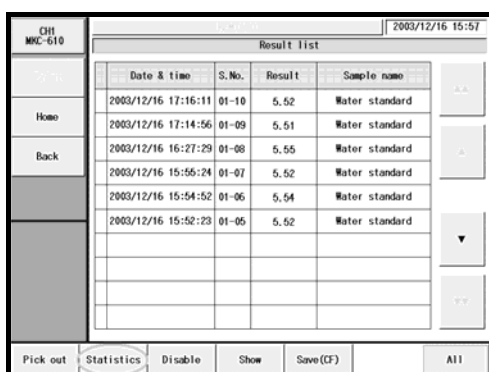 CH1
MKC-610
2003/12/16 15:57
Result list
Date & time S.No. Result Sample name
2003/12/16 17:16:11 01-10 5.52 Water standard
2003/12/16 17:14:56 01-09 5.51 Water standard
2003/12/16 16:27:29 01-08 5.55 Water standard
2003/12/16 15:55:24 01-07 5.52 Water standard
2003/12/16 15:54:52 01-06 5.54 Water standard
2003/12/16 15:52:23 01-05 5.52 Water standard
Home
Back
Pick out Statistics Disable Show Save(CF) All